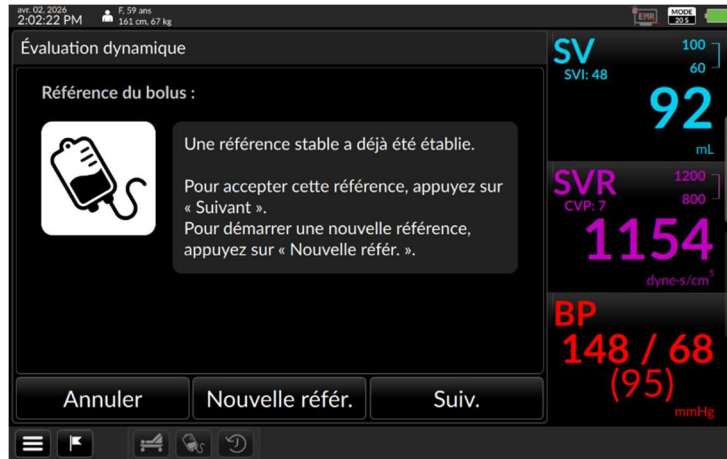 avr. 02, 2026
2:02:22 PM
F, 59 ans
161 cm, 67 kg
EMR
MODE
20 S
Évaluation dynamique
Référence du bolus :
Une référence stable a déjà été établie.
Pour accepter cette référence, appuyez sur
« Suivant ».
Pour démarrer une nouvelle référence,
appuyez sur « Nouvelle référ. ».
Annuler
Nouvelle référ.
Suiv.
SV
100
SVI: 48
60
92
mL
SVR
1200
CVP: 7
800
1154
dyne-s/cm⁵
BP
148 / 68
(95)
mmHg